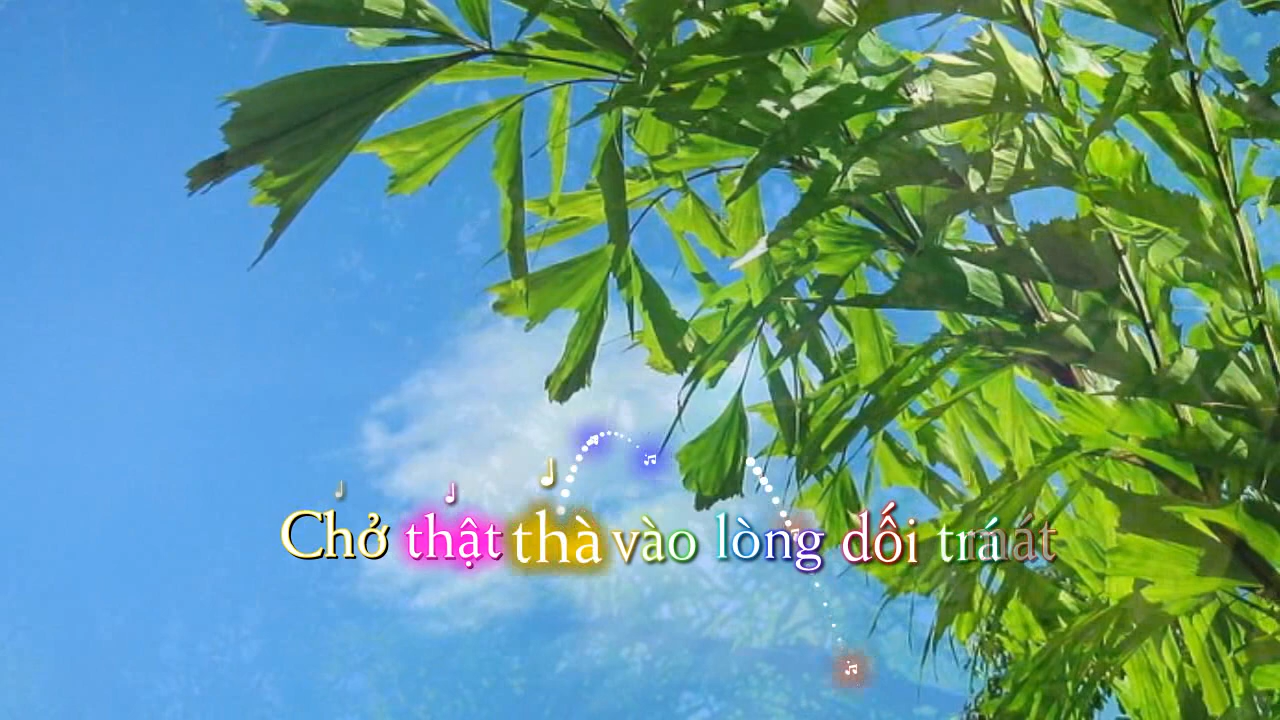 Chở thật thà vào lòng dối trá